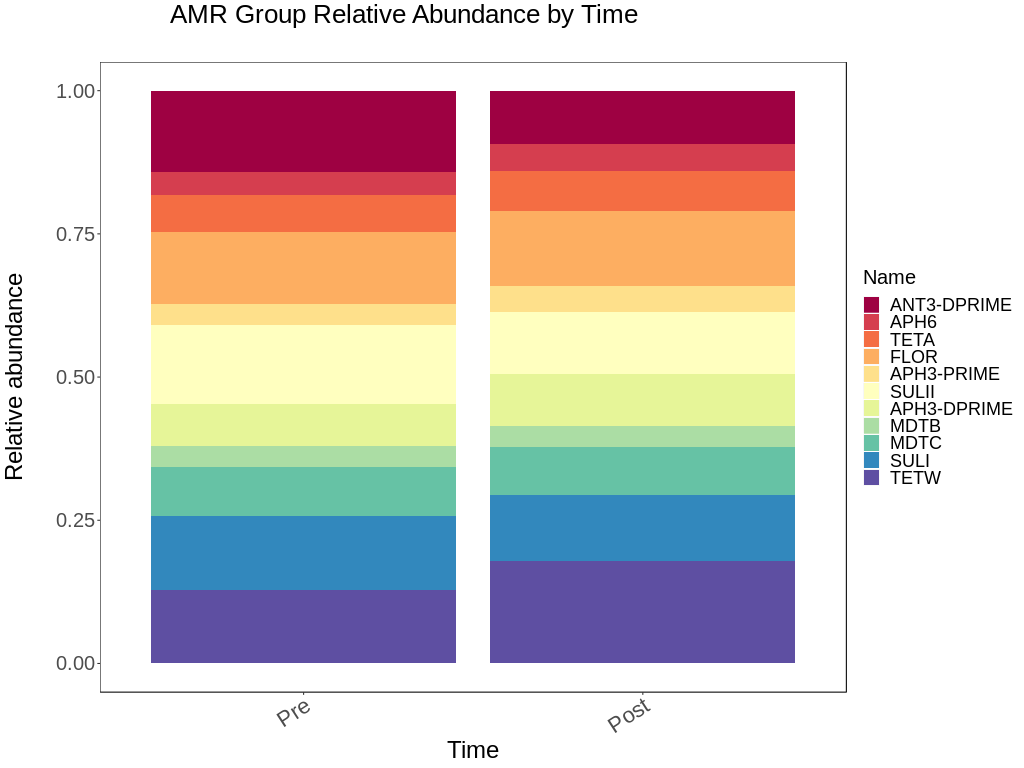 AMR Group Relative Abundance by Time
Relative abundance
1.00
0.75
0.50
0.25
0.00
Pre
Post
Time
Name
ANT3-DPRIME
APH6
TETA
FLOR
APH3-PRIME
SULII
APH3-DPRIME
MDTB
MDTC
SULI
TETW